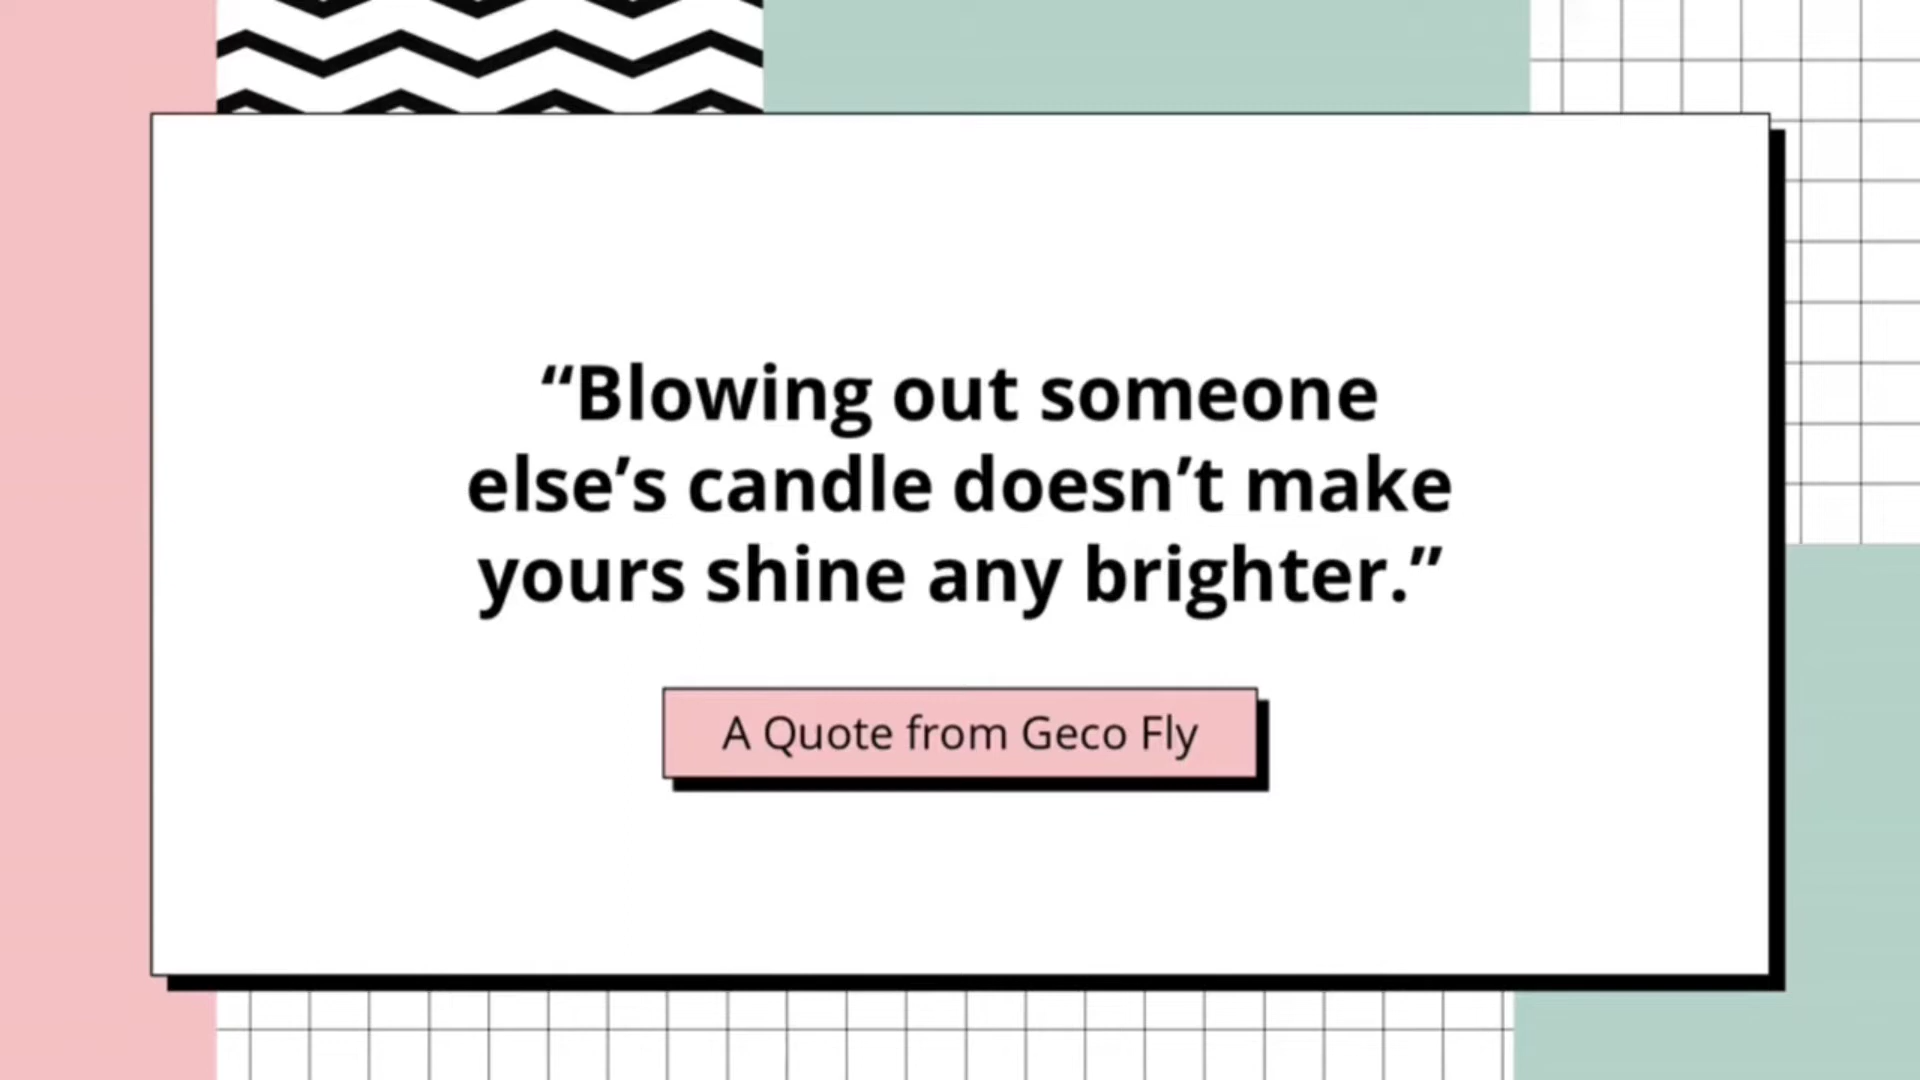 “Blowing out someone
else’s candle doesn’t make
yours shine any brighter.”
A Quote from Geco Fly